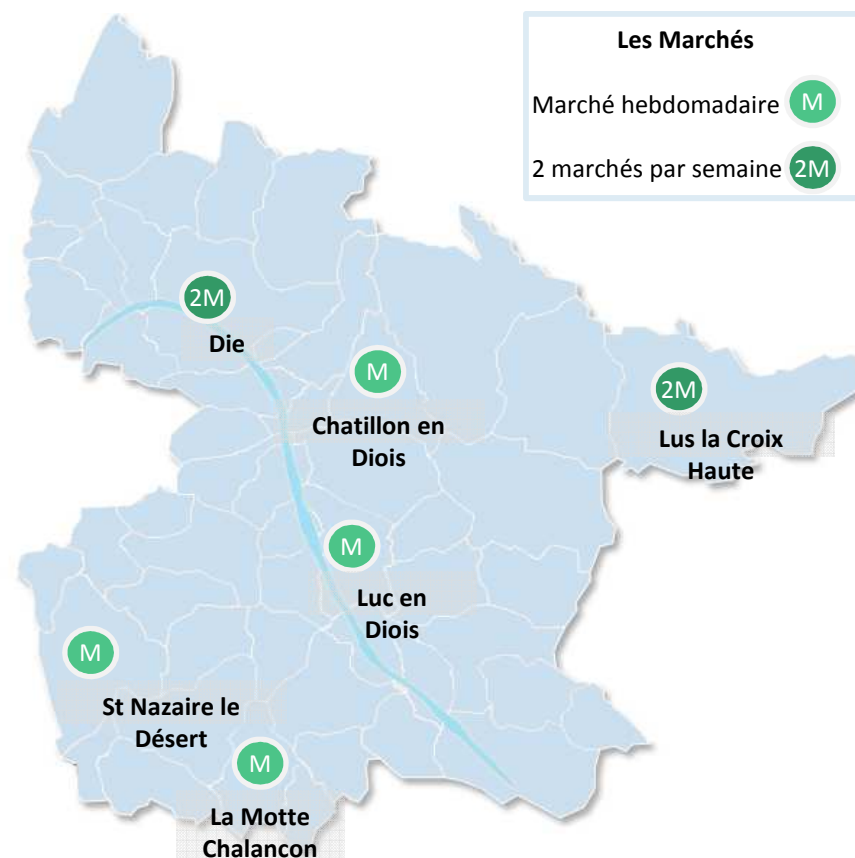 Les Marchés
Marché hebdomadaire M
2 marchés par semaine 2M
2M
Die
M
Chatillon en
Diois
2M
Lus la Croix
Haute
M
Luc en
Diois
M
St Nazaire le
Désert
M
La Motte
Chalancon